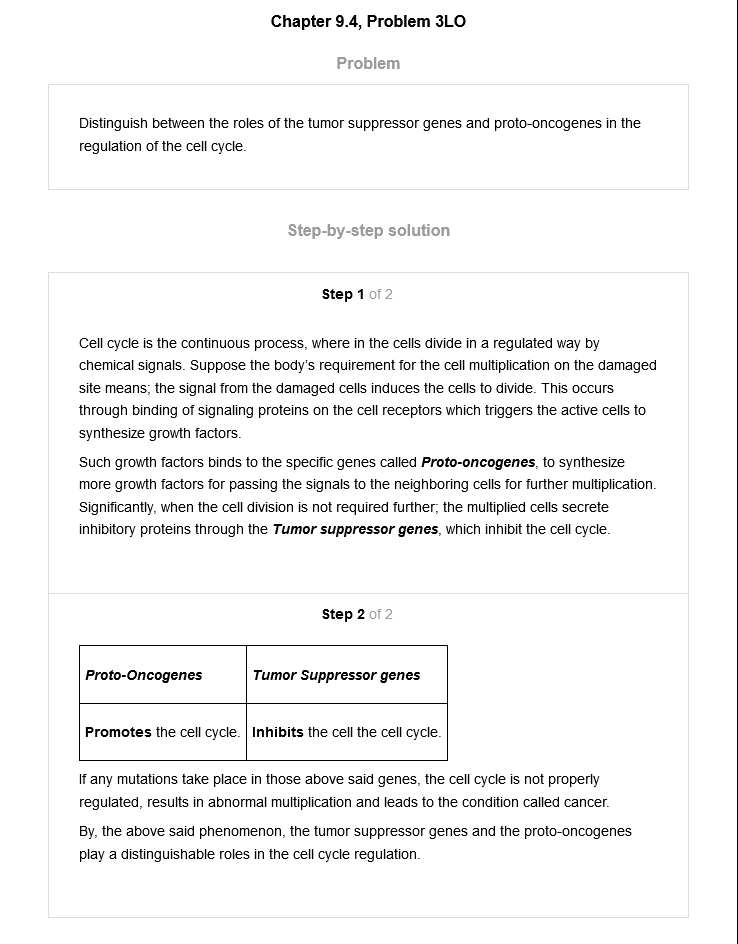 Chapter 9.4, Problem 3LO
Problem
Distinguish between the roles of the tumor suppressor genes and proto-oncogenes in the
regulation of the cell cycle.
Step-by-step solution
Step 1 of 2
Cell cycle is the continuous process, where in the cells divide in a regulated way by
chemical signals. Suppose the body's requirement for the cell multiplication on the damaged
site means; the signal from the damaged cells induces the cells to divide. This occurs
through binding of signaling proteins on the cell receptors which triggers the active cells to
synthesize growth factors.
Such growth factors binds to the specific genes called Proto-oncogenes, to synthesize
more growth factors for passing the signals to the neighboring cells for further multiplication.
Significantly, when the cell division is not required further; the multiplied cells secrete
inhibitory proteins through the Tumor suppressor genes, which inhibit the cell cycle.
Step 2 of 2
Proto-Oncogenes Tumor Suppressor genes
Promotes the cell cycle. Inhibits the cell the cell cycle.
If any mutations take place in those above said genes, the cell cycle is not properly
regulated, results in abnormal multiplication and leads to the condition called cancer.
By, the above said phenomenon, the tumor suppressor genes and the proto-oncogenes
play a distinguishable roles in the cell cycle regulation.